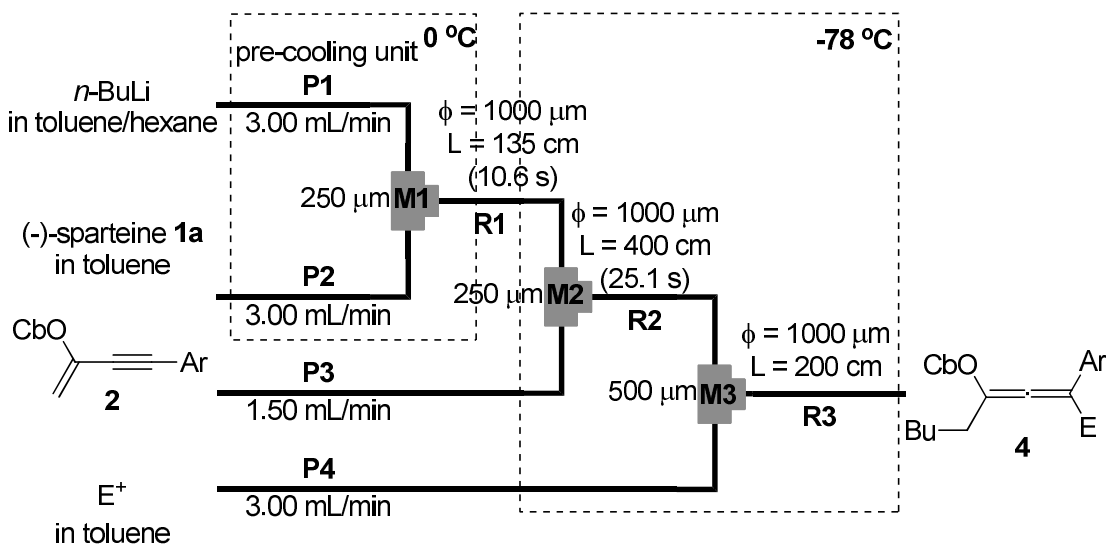 0 °C
-78 °C
pre-cooling unit
n-BuLi
in toluene/hexane
P1
3.00 mL/min
ϕ = 1000 μm
L = 135 cm
(10.6 s)
250 μm
M1
R1
(-)-sparteine 1a
in toluene
P2
3.00 mL/min
ϕ = 1000 μm
L = 400 cm
(25.1 s)
250 μm
M2
R2
CbO
Ar
2
P3
1.50 mL/min
ϕ = 1000 μm
L = 200 cm
500 μm
M3
R3
CbO
Ar
Bu
E
4
E+
in toluene
P4
3.00 mL/min